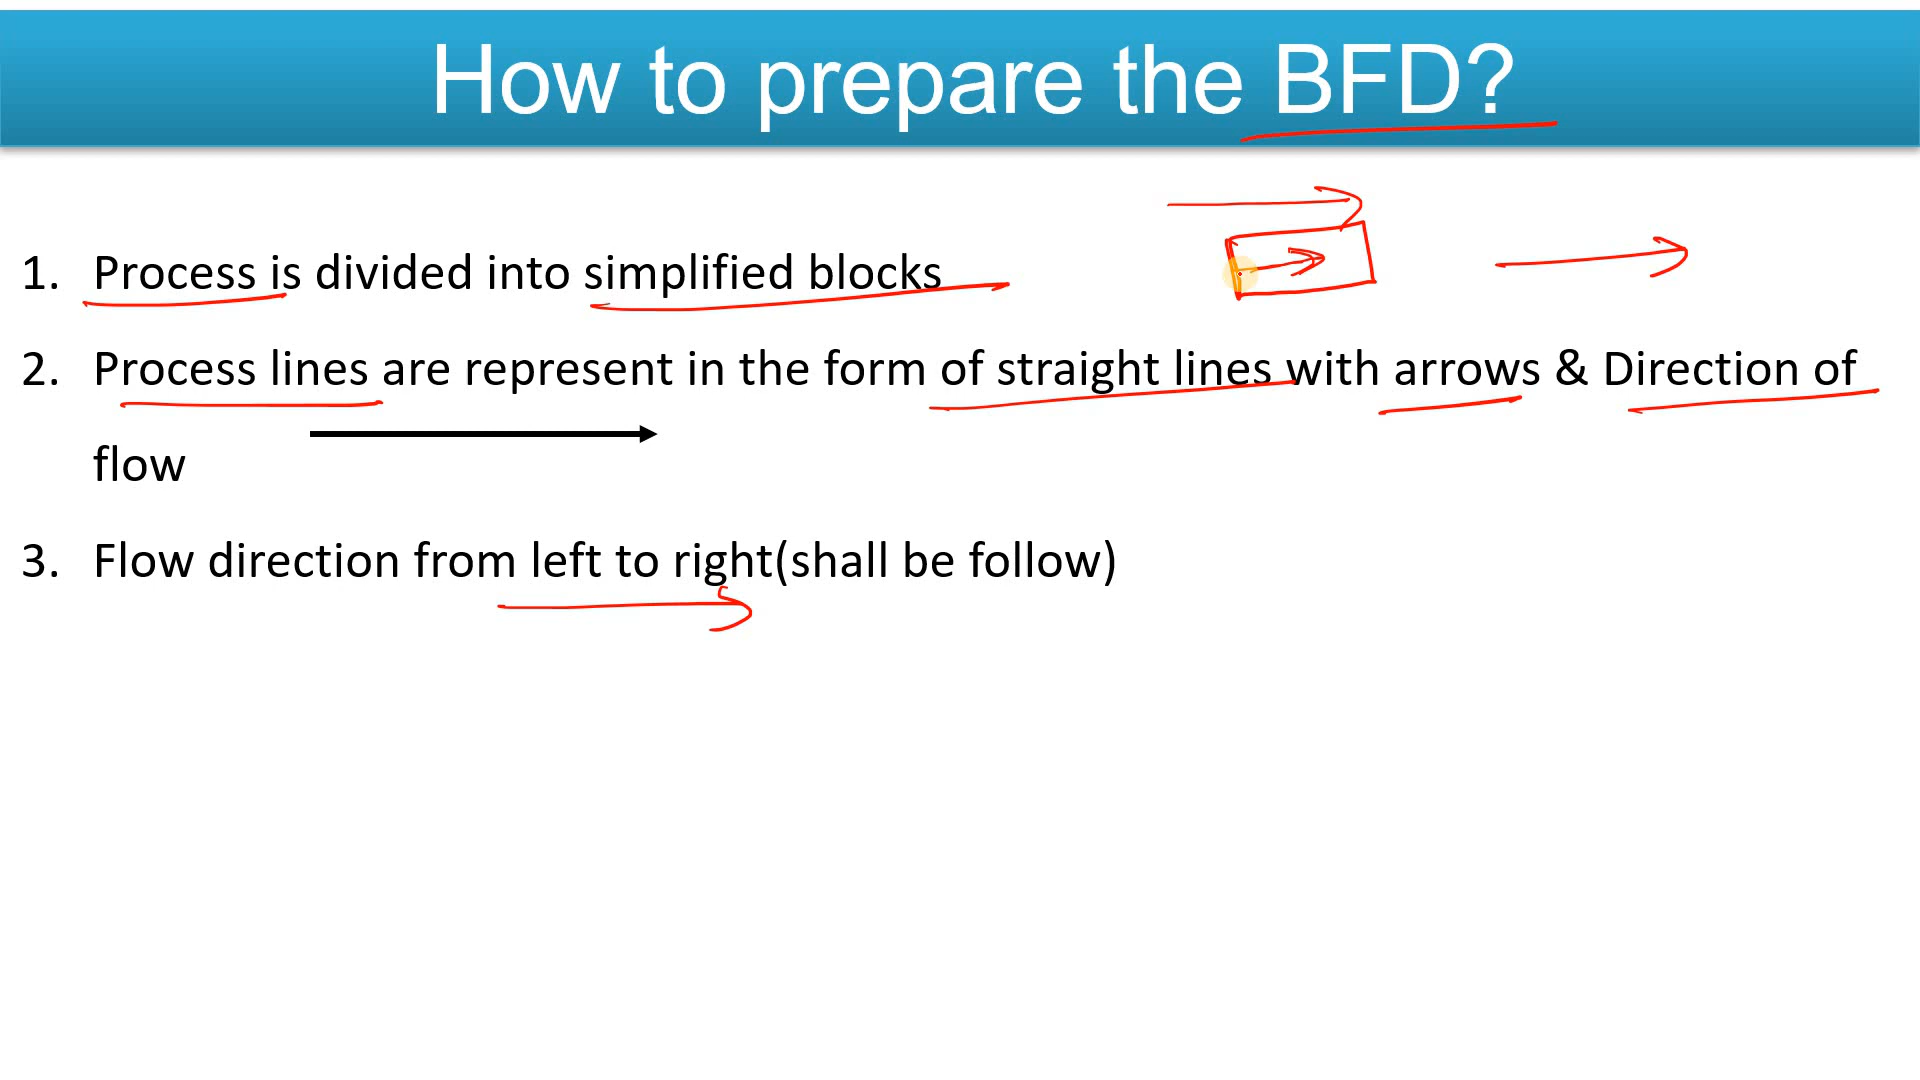 How to prepare the BFD?
1. Process is divided into simplified blocks
2. Process lines are represent in the form of straight lines with arrows & Direction of
flow
3. Flow direction from left to right(shall be follow)